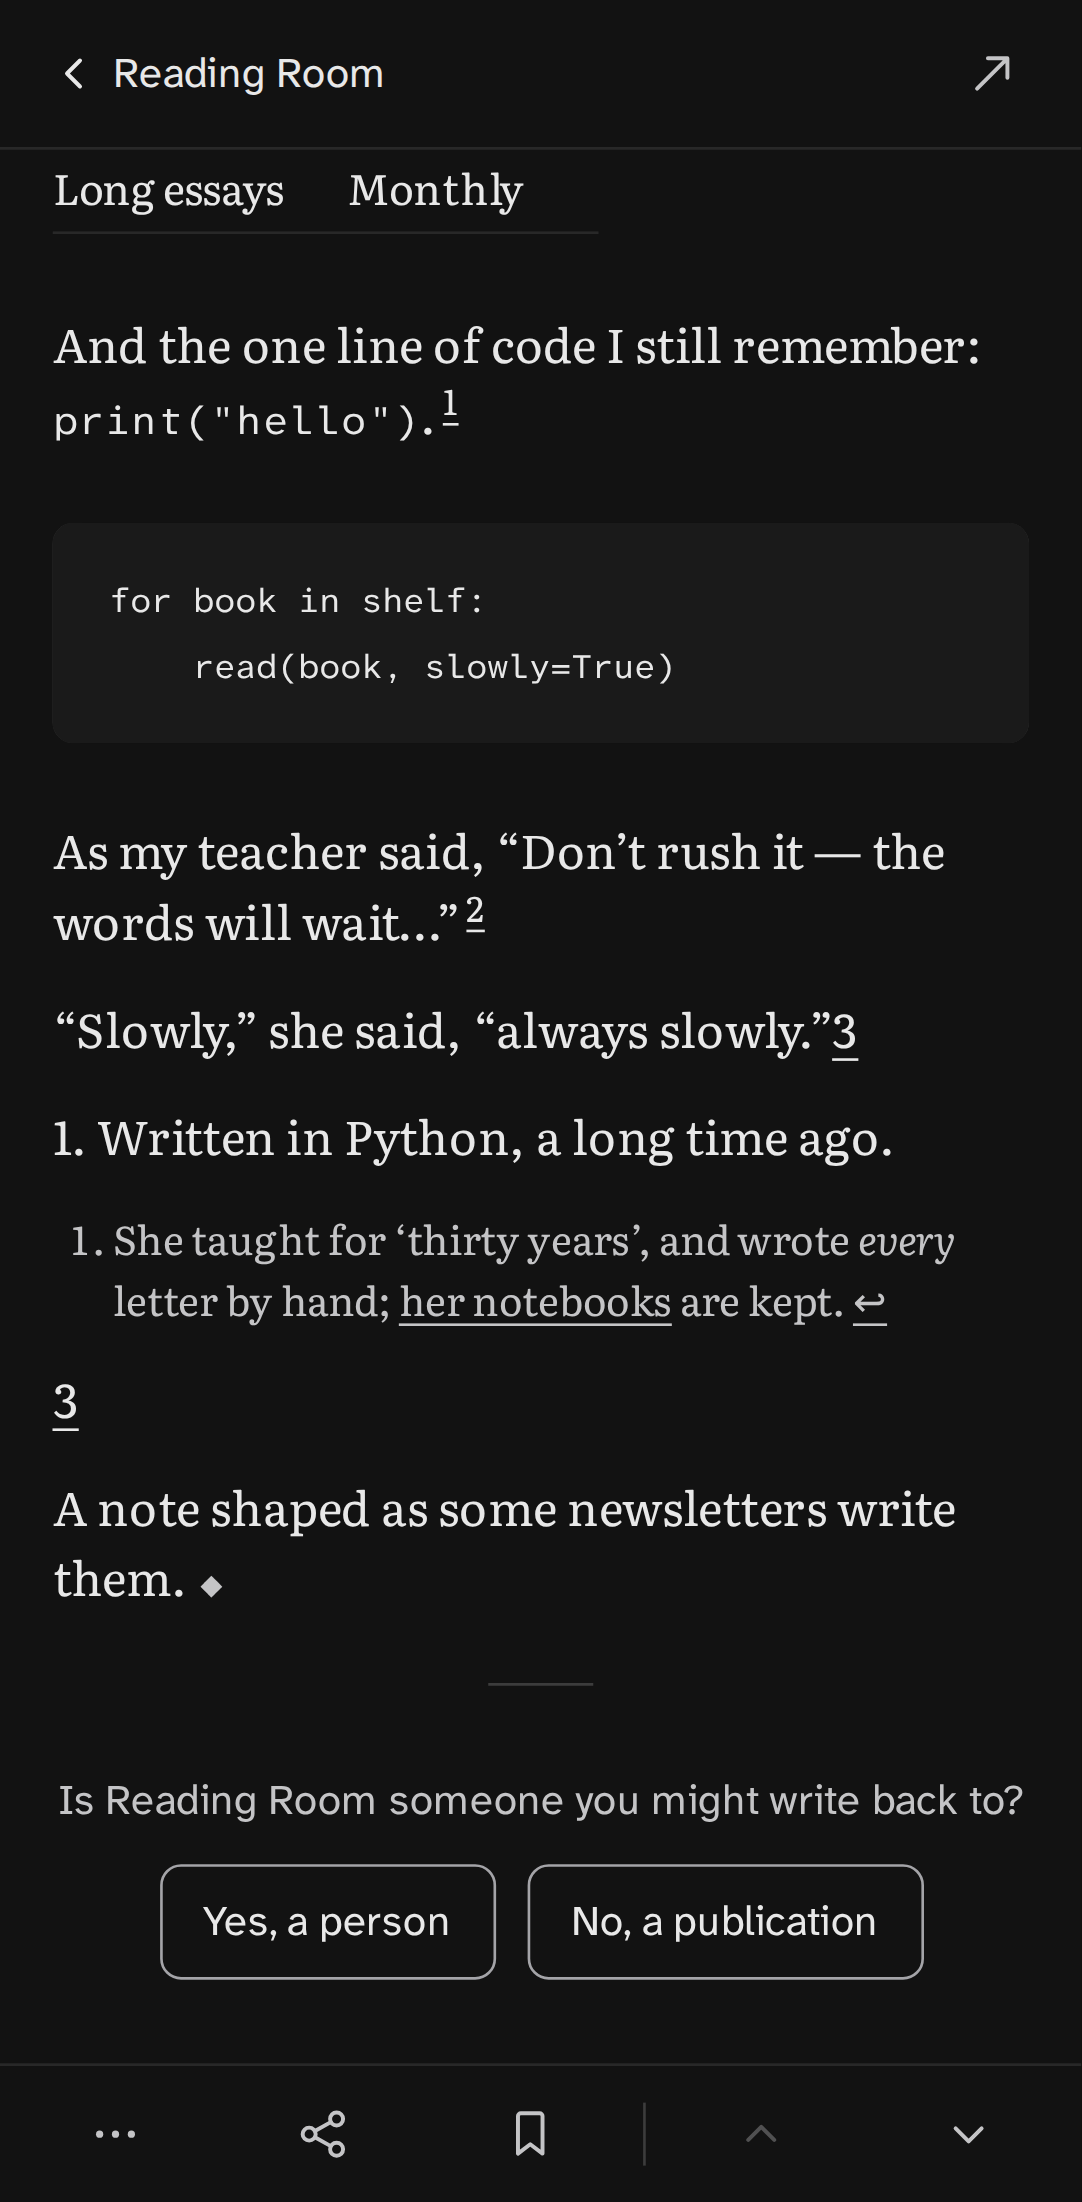 Reading Room
Long essays Monthly
And the one line of code I still remember:
print("hello").1
for book in shelf:
    read(book, slowly=True)
As my teacher said, “Don’t rush it — the
words will wait…”2
“Slowly,” she said, “always slowly.”3
1. Written in Python, a long time ago.
1. She taught for ‘thirty years’, and wrote every
letter by hand; her notebooks are kept. ↩
3
A note shaped as some newsletters write
them. ◆
Is Reading Room someone you might write back to?
Yes, a person
No, a publication